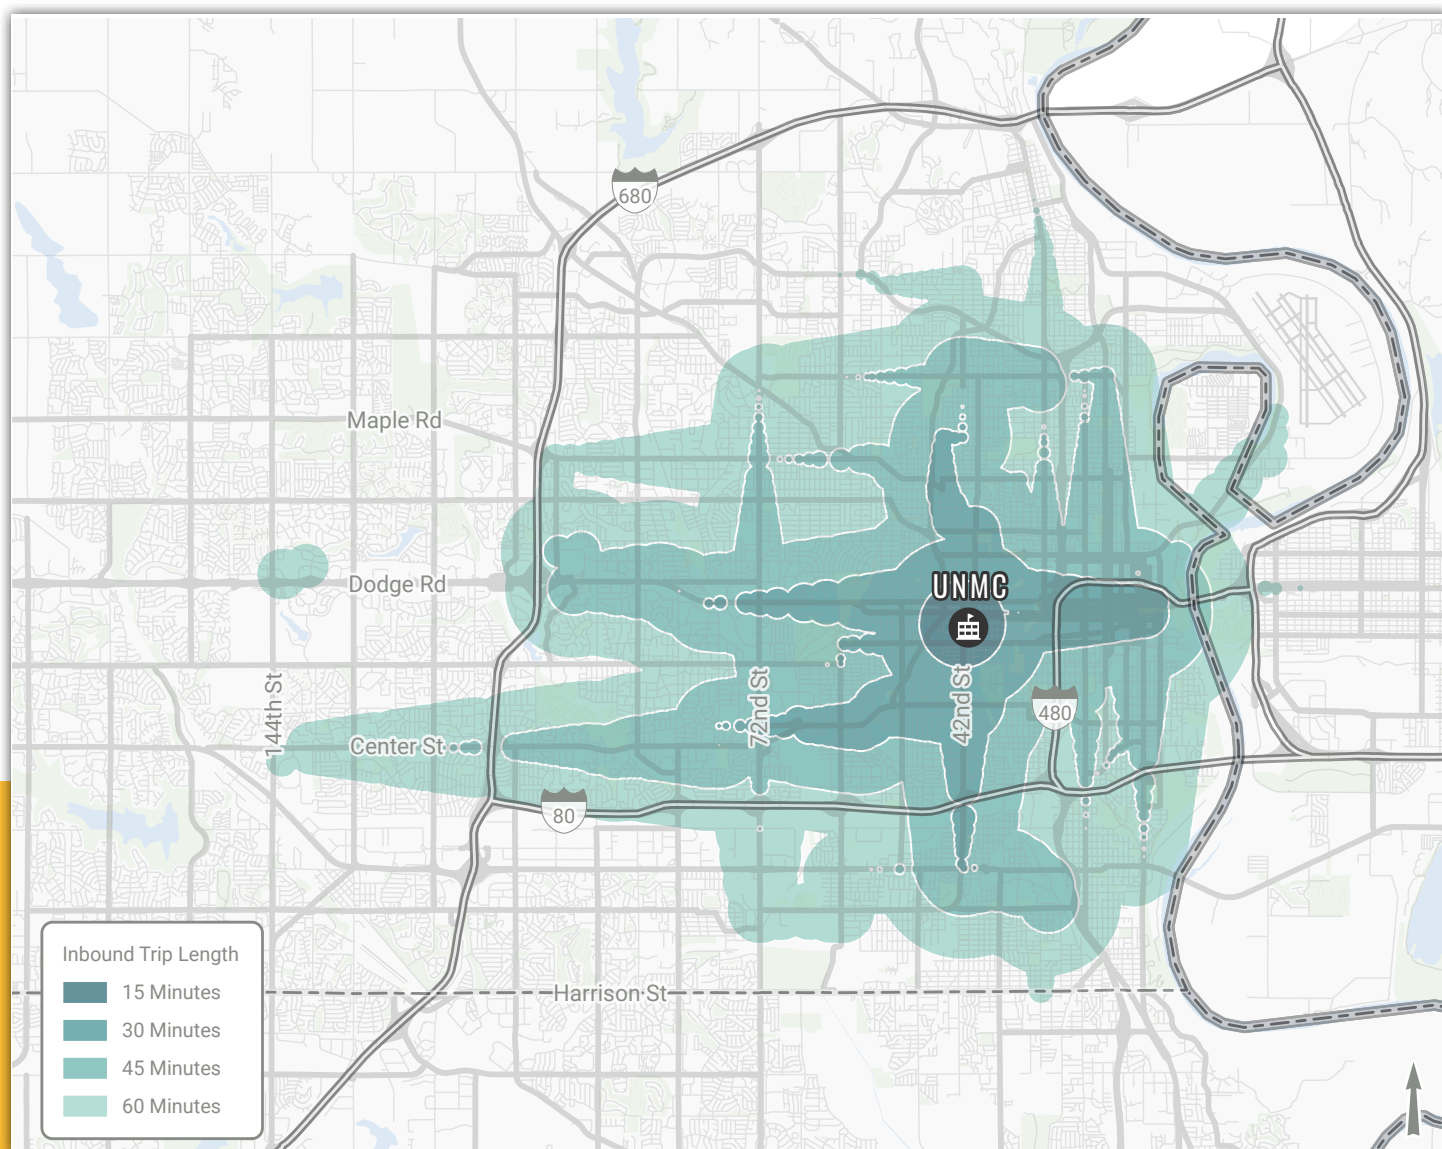 680
Maple Rd
Dodge Rd
UNMC
144th St
72nd St
42nd St
480
Center St
80
Harrison St
Inbound Trip Length
15 Minutes
30 Minutes
45 Minutes
60 Minutes